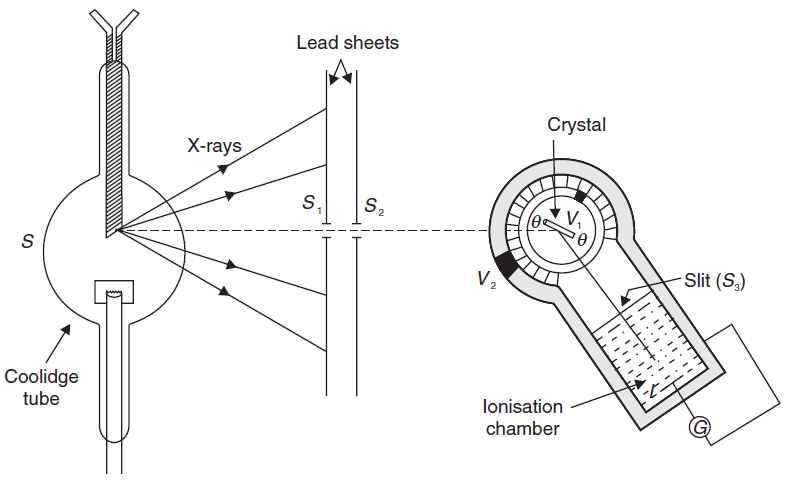 Lead sheets
X-rays
Crystal
S₁
S₂
θ
V₁
θ
S
V₂
Slit (S₃)
Coolidge
tube
Ionisation
chamber
I
G